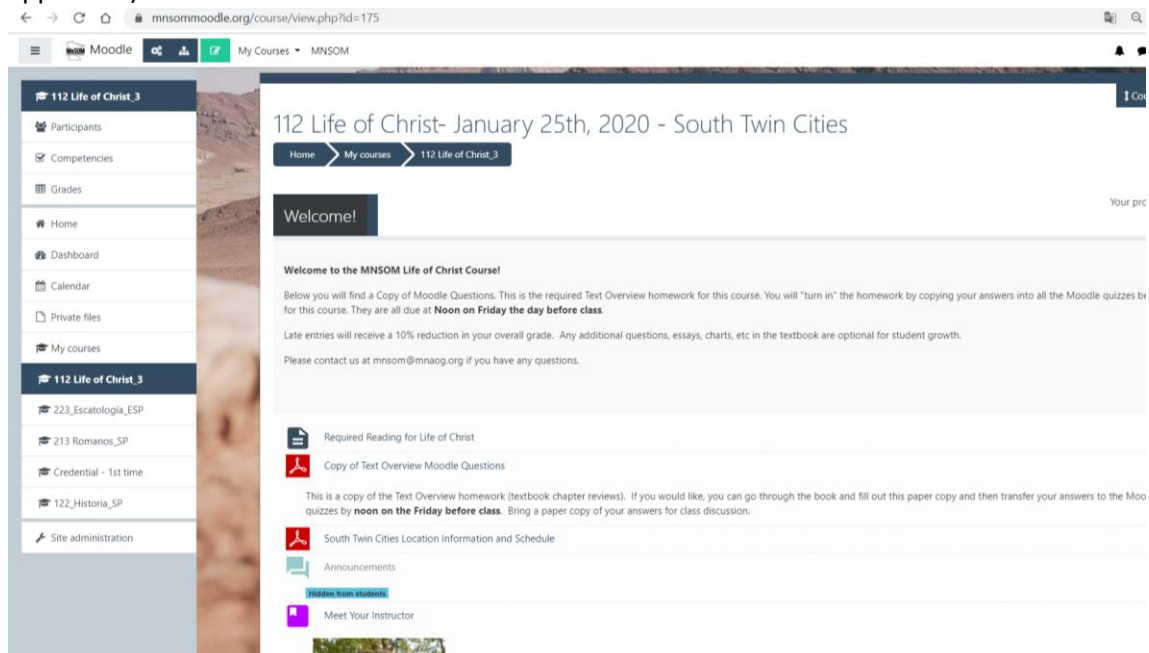 mnsommoodle.org/course/view.php?id=175
MNSOM Moodle My Courses MNSOM
112 Life of Christ_3
Participants
Competencies
Grades
Home
Dashboard
Calendar
Private files
My courses
112 Life of Christ_3
223_Escatología_ESP
213 Romanos_SP
Credential - 1st time
122_Historia_SP
Site administration
112 Life of Christ- January 25th, 2020 - South Twin Cities
Home My courses 112 Life of Christ_3
Welcome!
Your
Welcome to the MNSOM Life of Christ Course!
Below you will find a Copy of Moodle Questions. This is the required Text Overview homework for this course. You will "turn in" the homework by copying your answers into all the Moodle quizzes
for this course. They are all due at Noon on Friday the day before class.
Late entries will receive a 10% reduction in your overall grade. Any additional questions, essays, charts, etc in the textbook are optional for student growth.
Please contact us at mnsom@mnaog.org if you have any questions.
Required Reading for Life of Christ
Copy of Text Overview Moodle Questions
This is a copy of the Text Overview homework (textbook chapter reviews). If you would like, you can go through the book and fill out this paper copy and then transfer your answers to the
quizzes by noon on the Friday before class. Bring a paper copy of your answers for class discussion.
South Twin Cities Location Information and Schedule
Announcements
Hidden from students
Meet Your Instructor